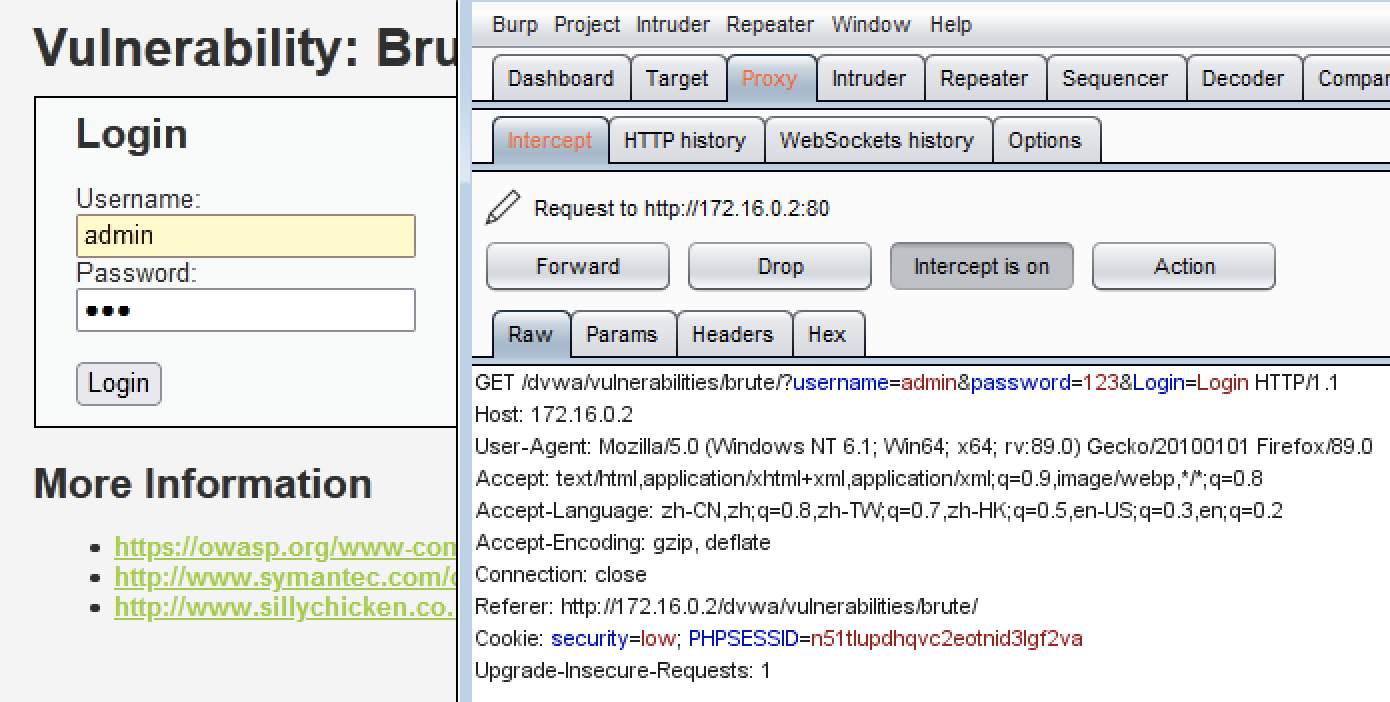 Vulnerability: Bru
Login
Username:
admin
Password:
Login
More Information
https://owasp.org/www-con
http://www.symantec.com/c
http://www.sillychicken.co.
Burp Project Intruder Repeater Window Help
Dashboard Target Proxy Intruder Repeater Sequencer Decoder Compar
Intercept HTTP history WebSockets history Options
Request to http://172.16.0.2:80
Forward Drop Intercept is on Action
Raw Params Headers Hex
GET /dvwa/vulnerabilities/brute/?username=admin&password=123&Login=Login HTTP/1.1
Host: 172.16.0.2
User-Agent: Mozilla/5.0 (Windows NT 6.1; Win64; x64; rv:89.0) Gecko/20100101 Firefox/89.0
Accept: text/html,application/xhtml+xml,application/xml;q=0.9,image/webp,*/*;q=0.8
Accept-Language: zh-CN,zh;q=0.8,zh-TW;q=0.7,zh-HK;q=0.5,en-US;q=0.3,en;q=0.2
Accept-Encoding: gzip, deflate
Connection: close
Referer: http://172.16.0.2/dvwa/vulnerabilities/brute/
Cookie: security=low; PHPSESSID=n51tlupdhqvc2eotnid3lgf2va
Upgrade-Insecure-Requests: 1